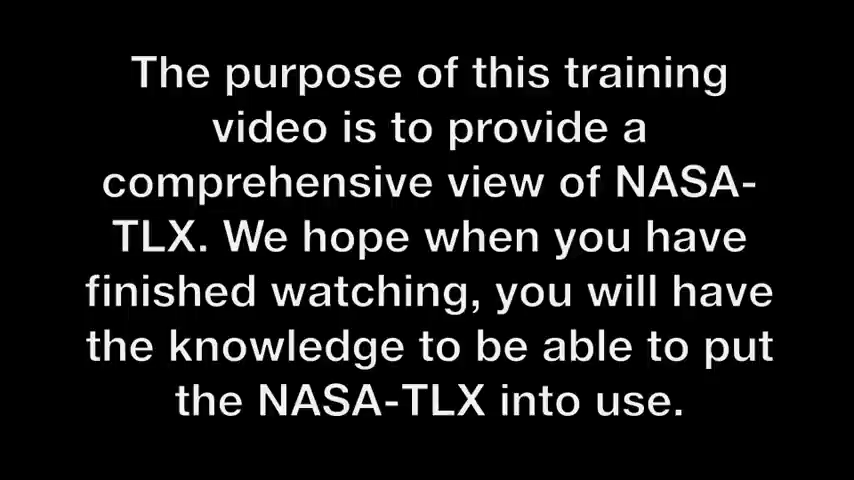 The purpose of this training
video is to provide a
comprehensive view of NASA-
TLX. We hope when you have
finished watching, you will have
the knowledge to be able to put
the NASA-TLX into use.